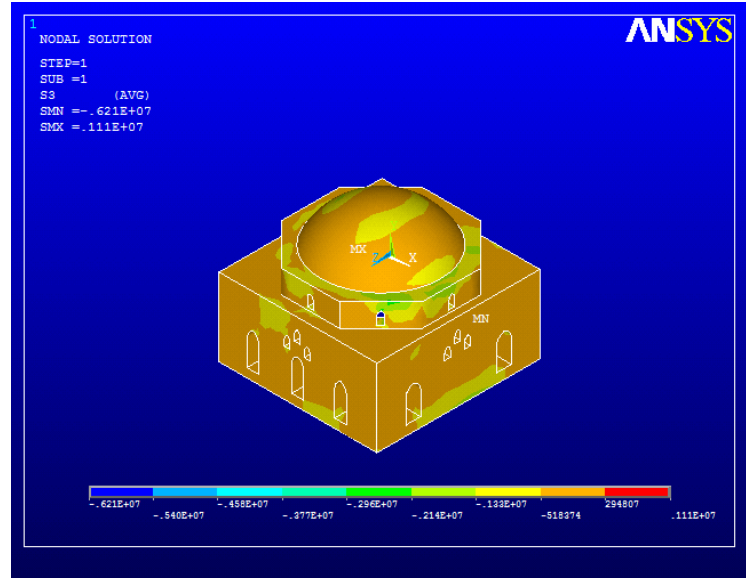 1
ANSYS
NODAL SOLUTION
STEP=1
SUB =1
S3 (AVG)
SMN =-.621E+07
SMX =.111E+07
MX
Z X
MN
-.621E+07 -.458E+07 -.296E+07 -.133E+07 294807
-.540E+07 -.377E+07 -.214E+07 -518374 .111E+07